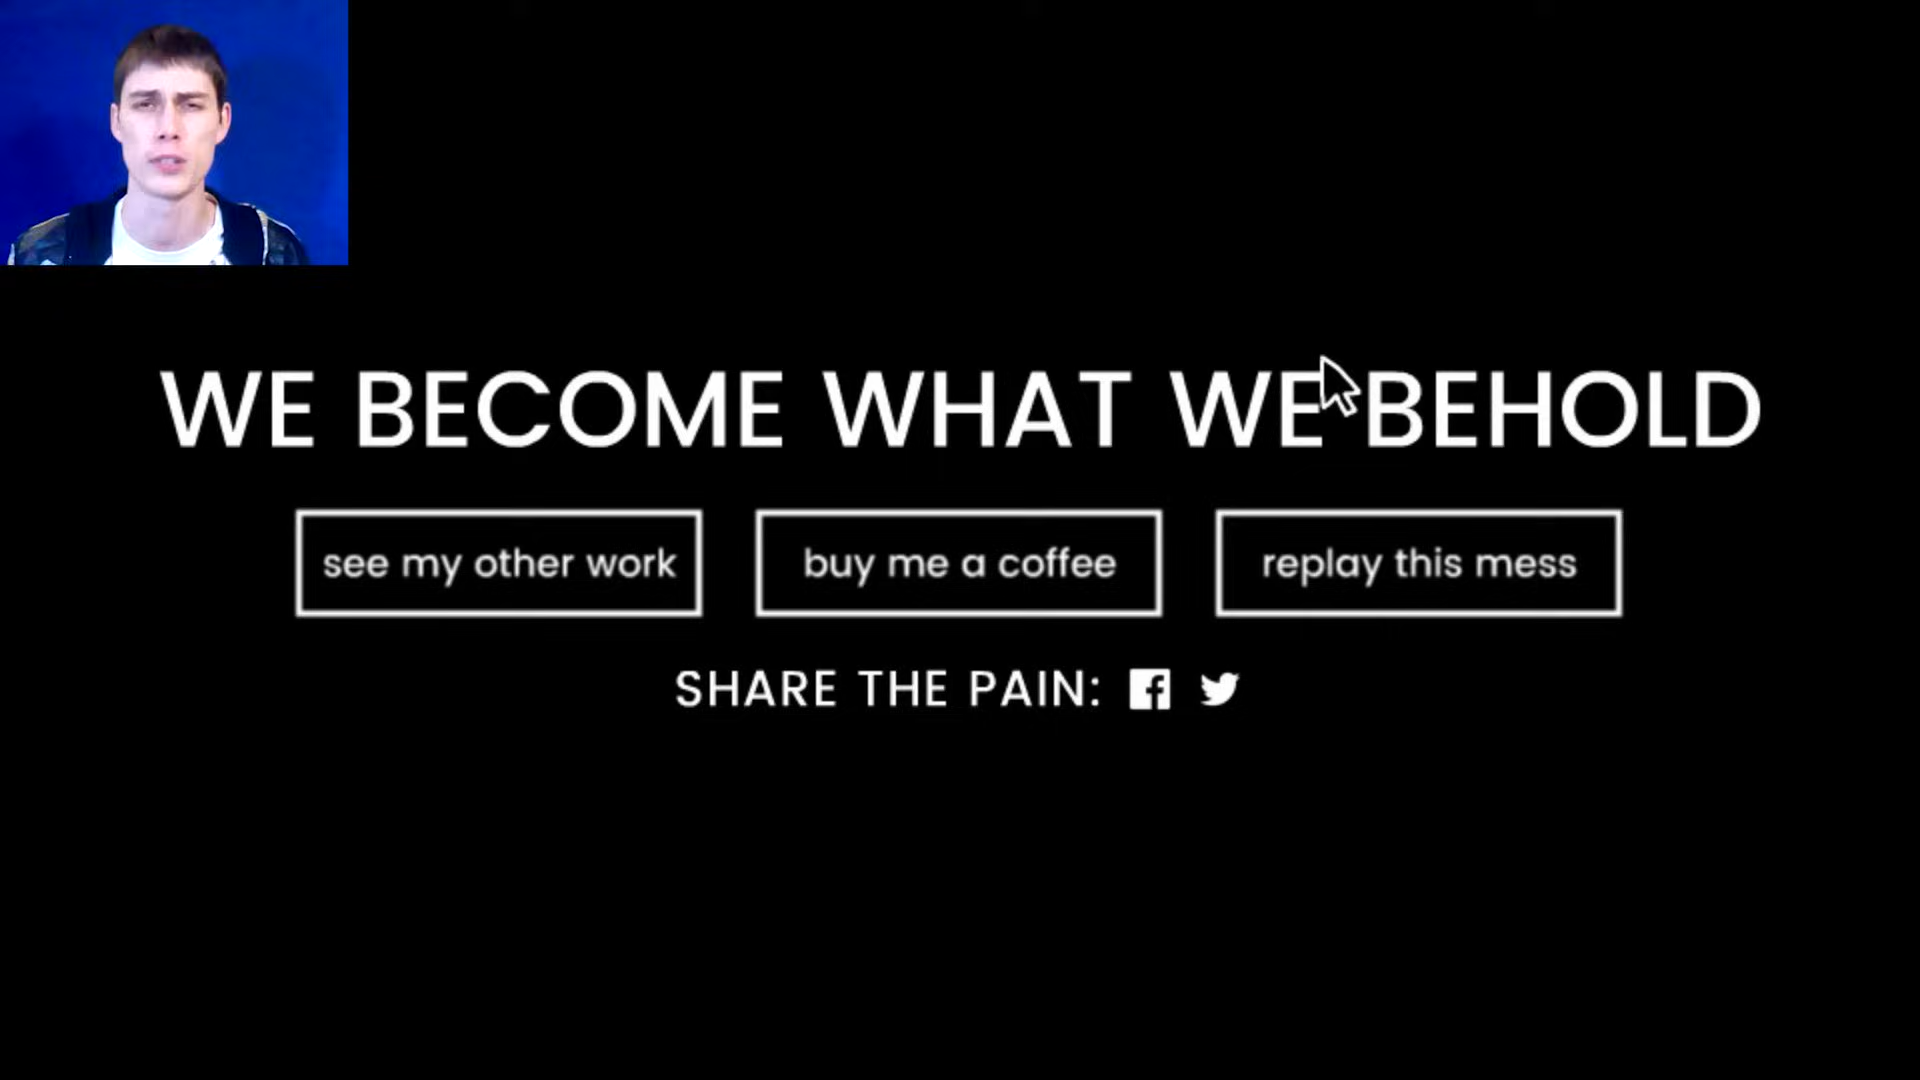 WE BECOME WHAT WE BEHOLD
see my other work
buy me a coffee
replay this mess
SHARE THE PAIN: